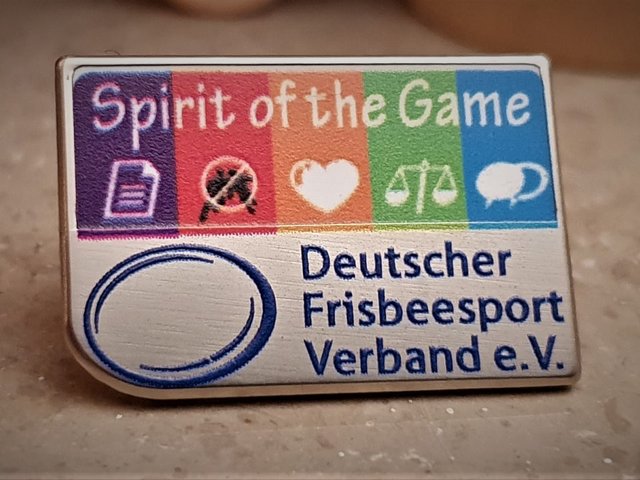 Spirit of the Game
Deutscher
Frisbeesport
Verband e.V.